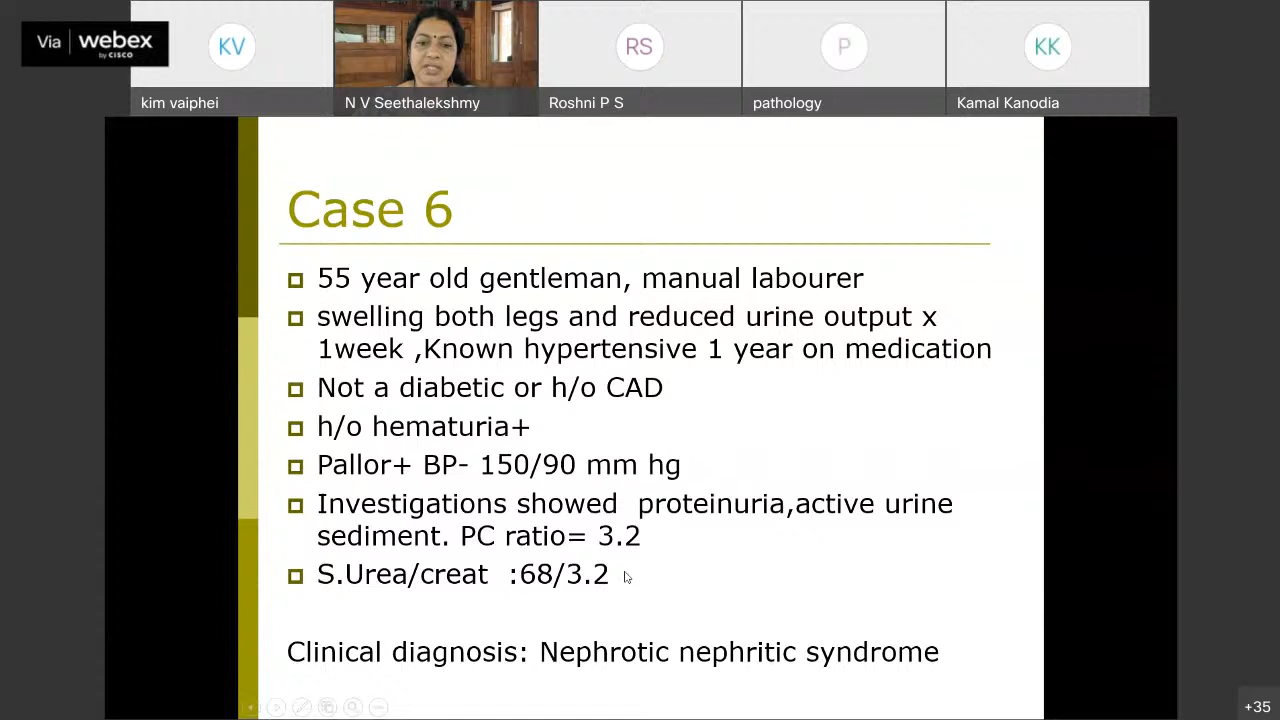 Via webex
by CISCO
KV
RS
P
KK
kim vaiphei
N V Seethalekshmy
Roshni P S
pathology
Kamal Kanodia
Case 6
55 year old gentleman, manual labourer
swelling both legs and reduced urine output x
1week ,Known hypertensive 1 year on medication
Not a diabetic or h/o CAD
h/o hematuria+
Pallor+ BP- 150/90 mm hg
Investigations showed  proteinuria,active urine
sediment. PC ratio= 3.2
S.Urea/creat  :68/3.2
Clinical diagnosis: Nephrotic nephritic syndrome
+35